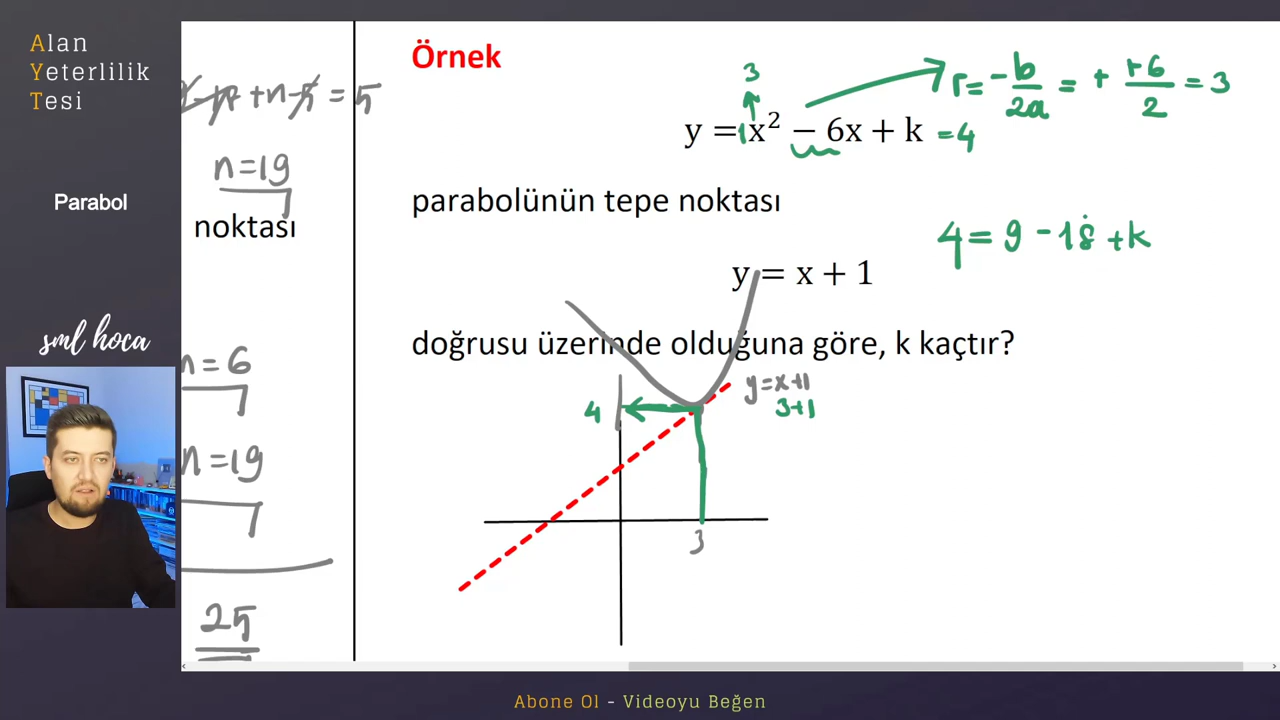 Alan
Yeterlilik
Tesi
Parabol
sml hoca
+n-n = 5
n=19
noktası
n=6
n=19
25
Örnek
3
y = 1x² − 6x + k = 4
r = -b/2a = + +6/2 = 3
parabolünün tepe noktası
4 = 9 - 18 + k
y = x + 1
doğrusu üzerinde olduğuna göre, k kaçtır?
y=x+1
3+1
4
3
Abone Ol - Videoyu Beğen